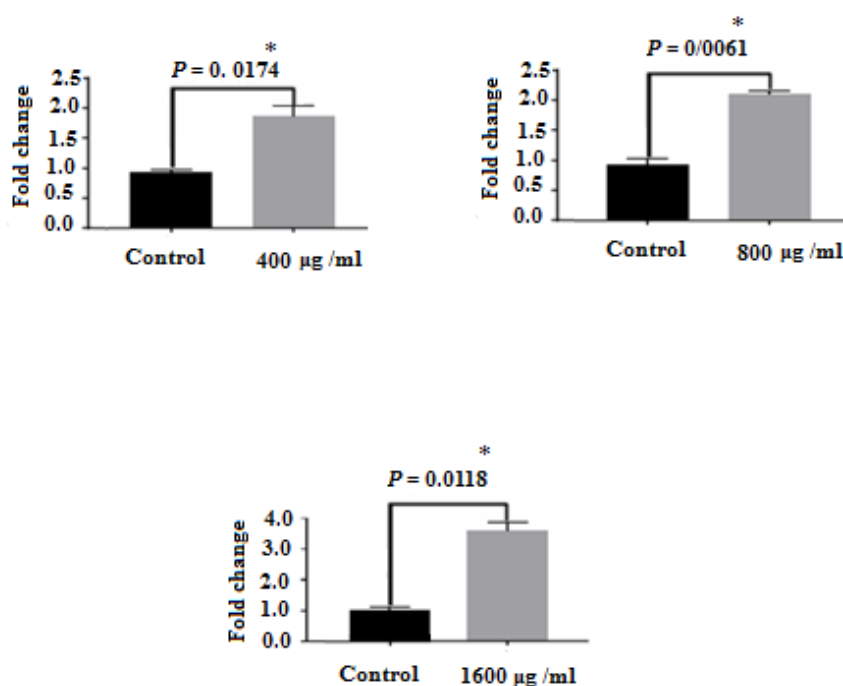 *
P = 0. 0174
Fold change
2.5
2.0
1.5
1.0
0.5
0.0
Control
400 µg /ml
*
P = 0/0061
Fold change
2.5
2.0
1.5
1.0
0.5
0.0
Control
800 µg /ml
*
P = 0.0118
Fold change
4.0
3.0
2.0
1.0
0.0
Control
1600 µg /ml